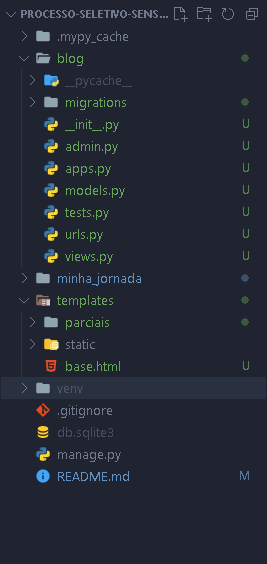 PROCESSO-SELETIVO-SENS...
.mypy_cache
blog
__pycache__
migrations
__init__.py U
admin.py U
apps.py U
models.py U
tests.py U
urls.py U
views.py U
minha_jornada
templates
parciais
static
base.html U
venv
.gitignore
db.sqlite3
manage.py
README.md M